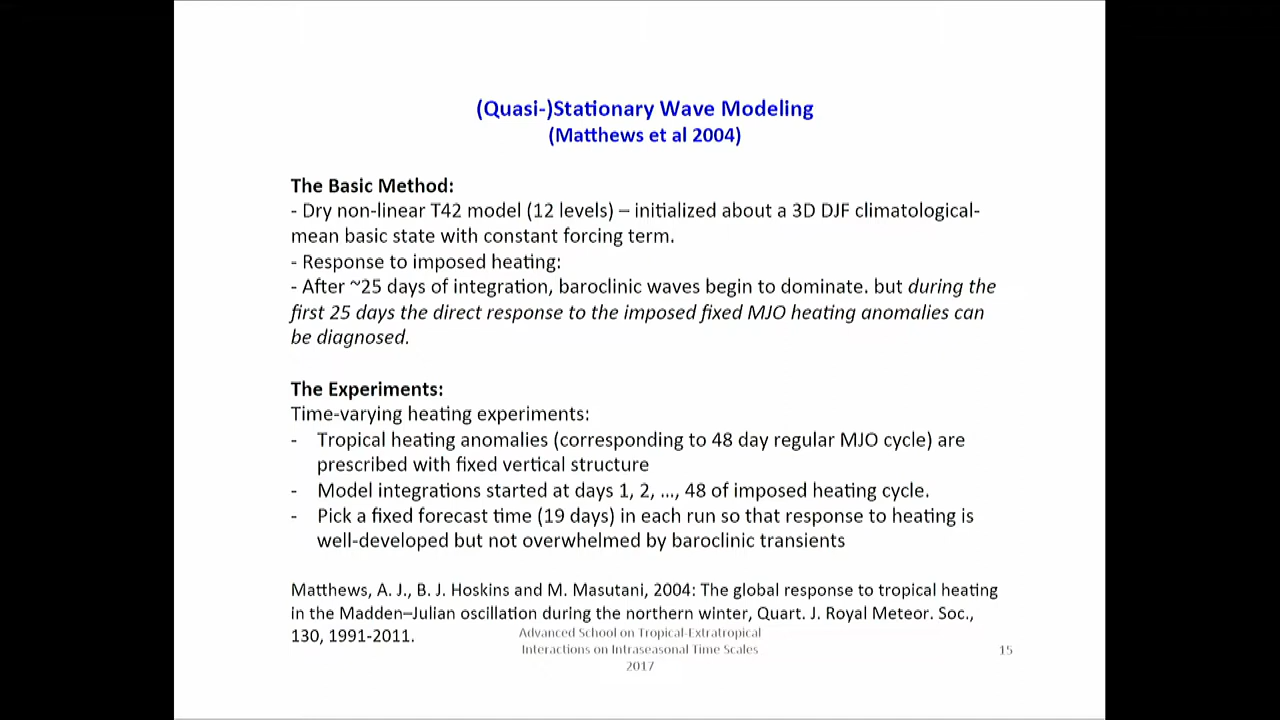 (Quasi-)Stationary Wave Modeling
(Matthews et al 2004)
The Basic Method:
- Dry non-linear T42 model (12 levels) – initialized about a 3D DJF climatological-
mean basic state with constant forcing term.
- Response to imposed heating:
- After ~25 days of integration, baroclinic waves begin to dominate. but during the
first 25 days the direct response to the imposed fixed MJO heating anomalies can
be diagnosed.
The Experiments:
Time-varying heating experiments:
- Tropical heating anomalies (corresponding to 48 day regular MJO cycle) are
prescribed with fixed vertical structure
- Model integrations started at days 1, 2, ..., 48 of imposed heating cycle.
- Pick a fixed forecast time (19 days) in each run so that response to heating is
well-developed but not overwhelmed by baroclinic transients
Matthews, A. J., B. J. Hoskins and M. Masutani, 2004: The global response to tropical heating
in the Madden–Julian oscillation during the northern winter, Quart. J. Royal Meteor. Soc.,
130, 1991-2011.
Advanced School on Tropical-Extratropical
Interactions on Intraseasonal Time Scales
2017
15